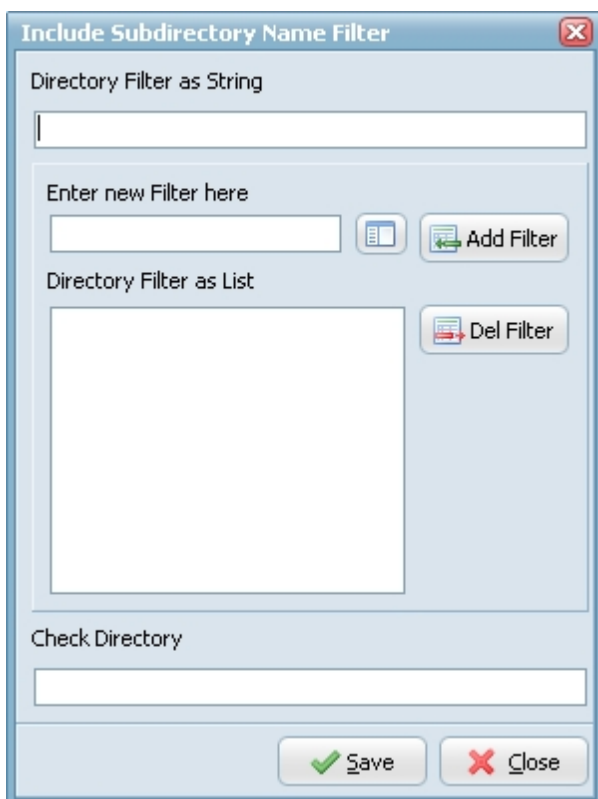 Include Subdirectory Name Filter
Directory Filter as String
Enter new Filter here
Add Filter
Directory Filter as List
Del Filter
Check Directory
Save
Close